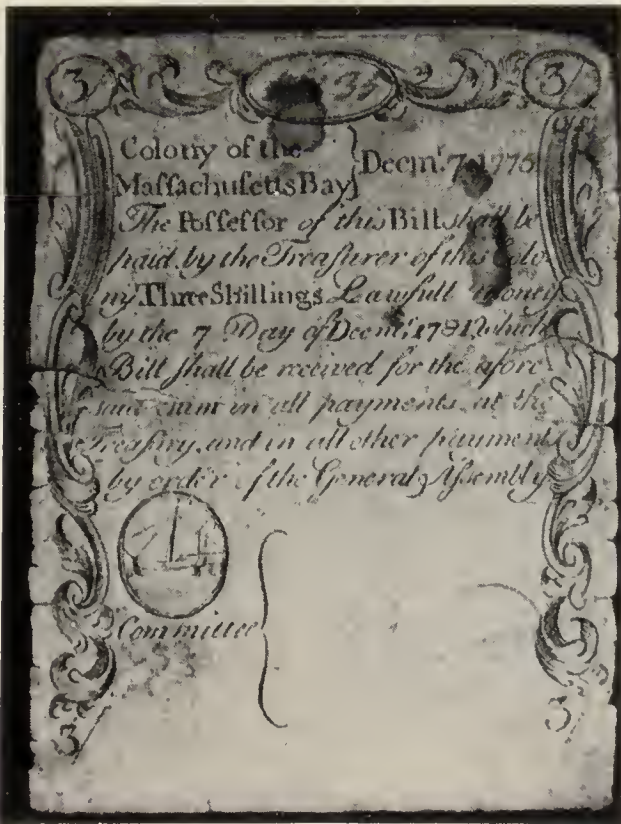 3 3s 3/
Colony of the
Maſſachuſetts Bay } Decmr. 7. 1775
The Poſſeſſor of this Bill ſhall be
paid by the Treaſurer of this Colo
ny Three Shillings Lawfull money
by the 7 Day of Decmr. 1781 which
Bill ſhall be received for the afore
said sum in all payments at the
Treaſury and in all other payments
by order of the General Aſſembly
Committee
3 3